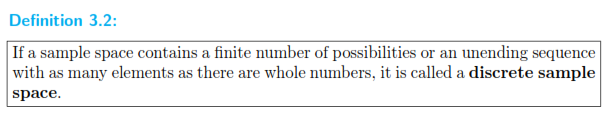 Definition 3.2:
If a sample space contains a finite number of possibilities or an unending sequence
with as many elements as there are whole numbers, it is called a discrete sample
space.